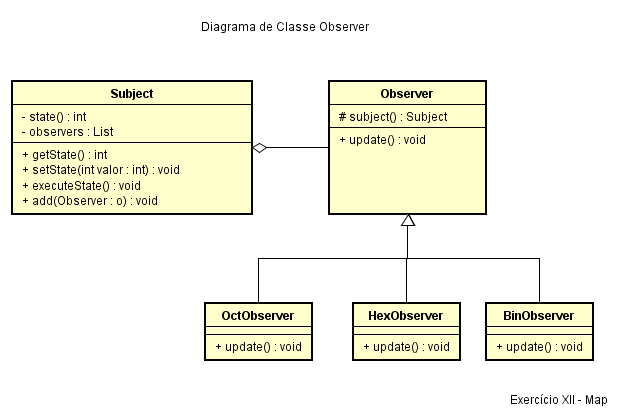 Diagrama de Classe Observer
Subject
- state() : int
- observers : List
+ getState() : int
+ setState(int valor : int) : void
+ executeState() : void
+ add(Observer : o) : void
Observer
# subject() : Subject
+ update() : void
OctObserver
+ update() : void
HexObserver
+ update() : void
BinObserver
+ update() : void
Exercício XII - Map